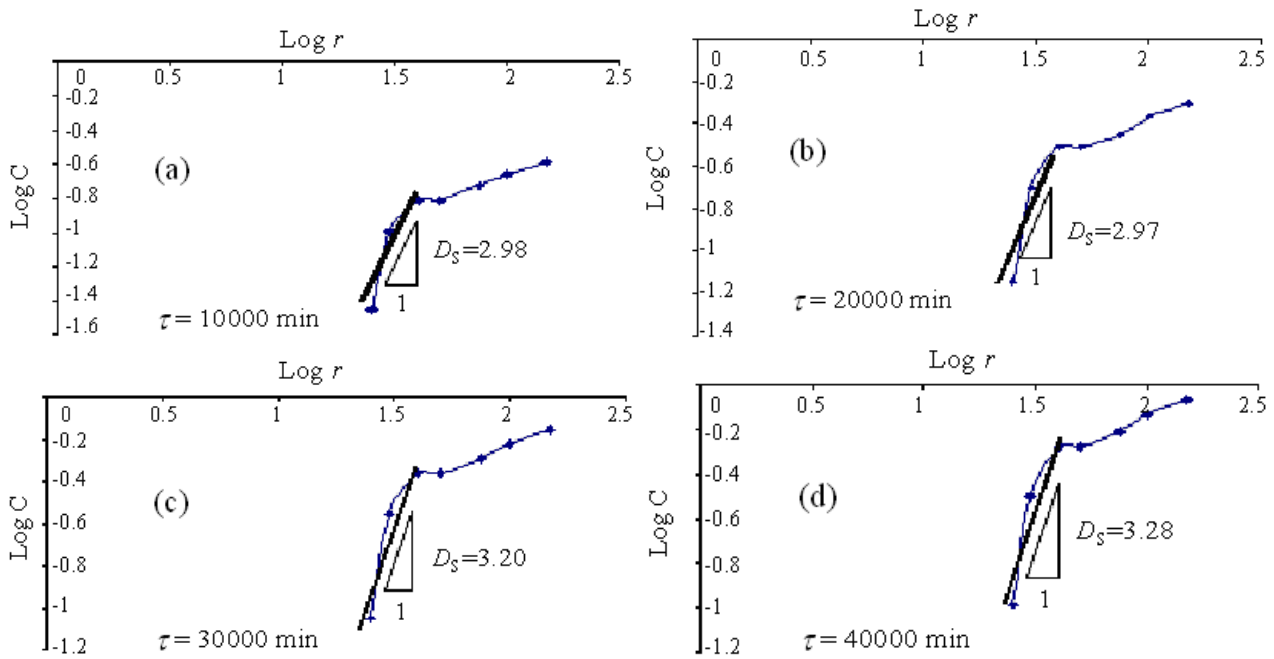 Log r
0 0.5 1 1.5 2 2.5
-0.2
-0.4
-0.6
-0.8
-1
-1.2
-1.4
-1.6
Log C
(a)
D_S=2.98
1
τ = 10000 min
Log r
0 0.5 1 1.5 2 2.5
-0.2
-0.4
-0.6
-0.8
-1
-1.2
-1.4
Log C
(b)
D_S=2.97
1
τ = 20000 min
Log r
0 0.5 1 1.5 2 2.5
-0.2
-0.4
-0.6
-0.8
-1
-1.2
Log C
(c)
D_S=3.20
1
τ = 30000 min
Log r
0 0.5 1 1.5 2 2.5
-0.2
-0.4
-0.6
-0.8
-1
-1.2
Log C
(d)
D_S=3.28
1
τ = 40000 min